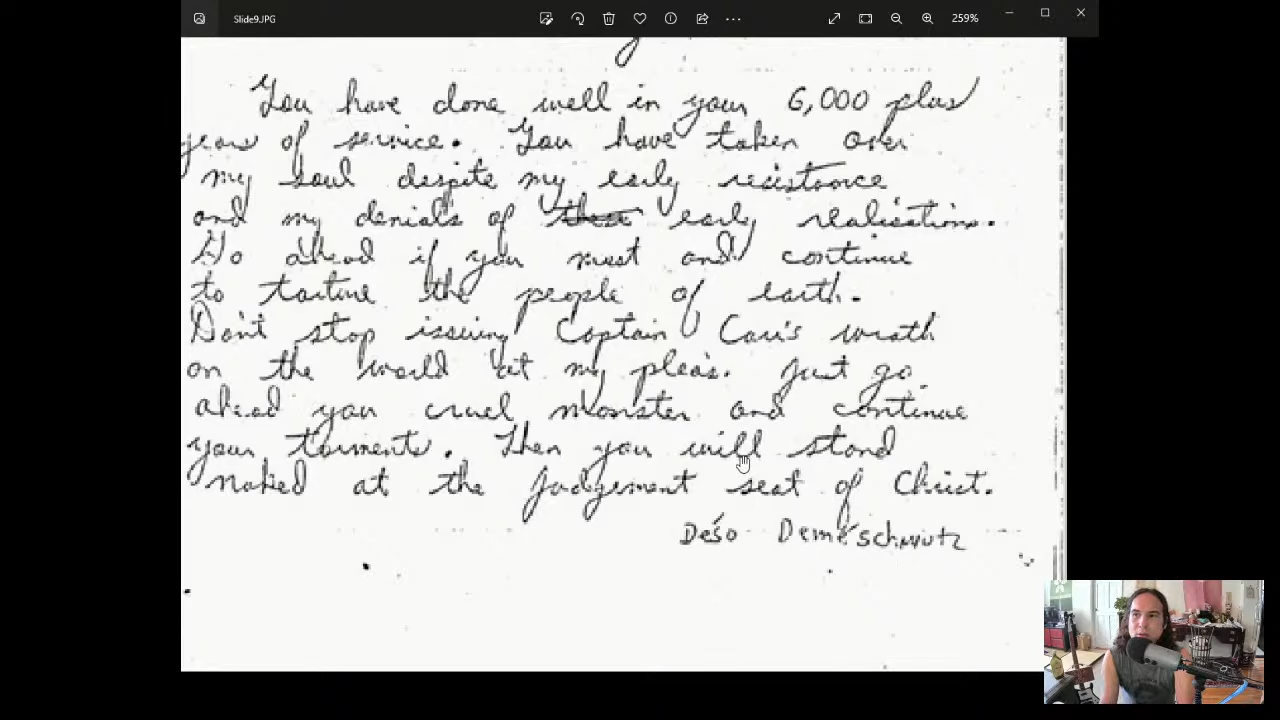 Slide9.JPG
259%
You have done well in your 6,000 plus
years of service. You have taken over
my soul despite my early resistance
and my denials of these early realisations.
Go ahead if you must and continue
to torture the people of earth.
Don't stop issuing Captain Carr's wrath
on the world at my pleas. Just go
ahead you cruel monster and continue
your torments. Then you will stand
naked at the judgement seat of Christ.
Deso